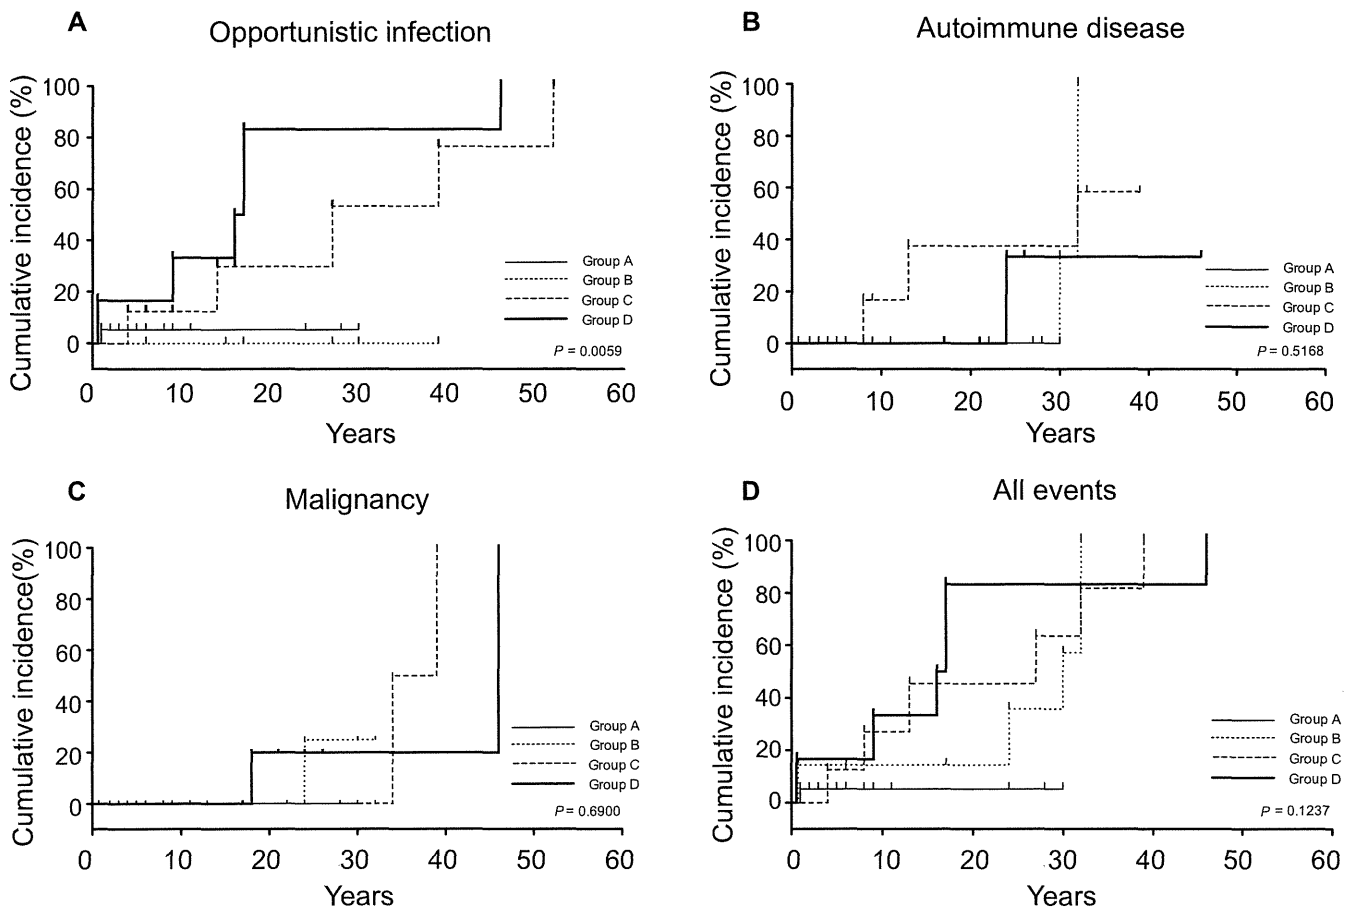 A
Opportunistic infection
Cumulative incidence (%)
100
80
60
40
20
0
Group A
Group B
Group C
Group D
P = 0.0059
0 10 20 30 40 50 60
Years
B
Autoimmune disease
Cumulative incidence (%)
100
80
60
40
20
0
Group A
Group B
Group C
Group D
P = 0.5168
0 10 20 30 40 50 60
Years
C
Malignancy
Cumulative incidence(%)
100
80
60
40
20
0
Group A
Group B
Group C
Group D
P = 0.6900
0 10 20 30 40 50 60
Years
D
All events
Cumulative incidence (%)
100
80
60
40
20
0
Group A
Group B
Group C
Group D
P = 0.1237
0 10 20 30 40 50 60
Years